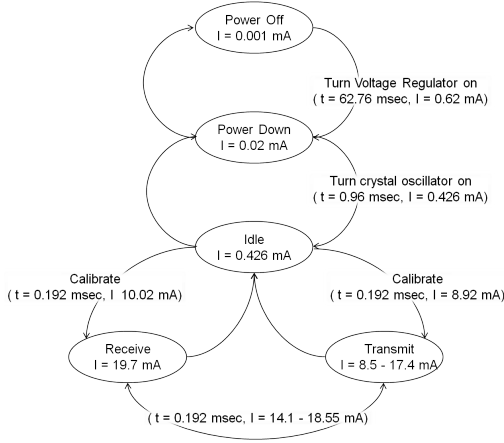 Power Off
I = 0.001 mA
Turn Voltage Regulator on
( t = 62.76 msec, I = 0.62 mA)
Power Down
I = 0.02 mA
Turn crystal oscillator on
( t = 0.96 msec, I = 0.426 mA)
Idle
I = 0.426 mA
Calibrate
( t = 0.192 msec, I 10.02 mA)
Calibrate
( t = 0.192 msec, I = 8.92 mA)
Receive
I = 19.7 mA
Transmit
I = 8.5 - 17.4 mA
( t = 0.192 msec, I = 14.1 - 18.55 mA)